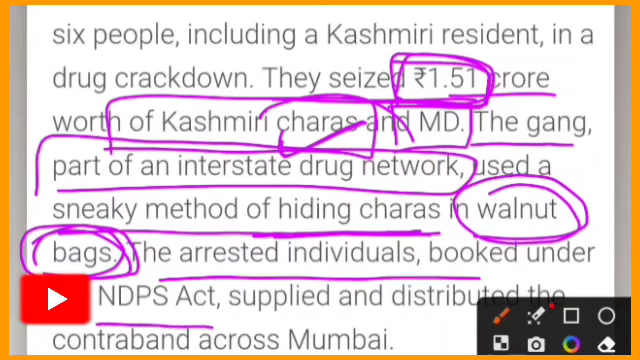 six people, including a Kashmiri resident, in a
drug crackdown. They seized ₹1.51 crore
worth of Kashmiri charas and MD. The gang,
part of an interstate drug network, used a
sneaky method of hiding charas in walnut
bags. The arrested individuals, booked under
NDPS Act, supplied and distributed the
contraband across Mumbai.